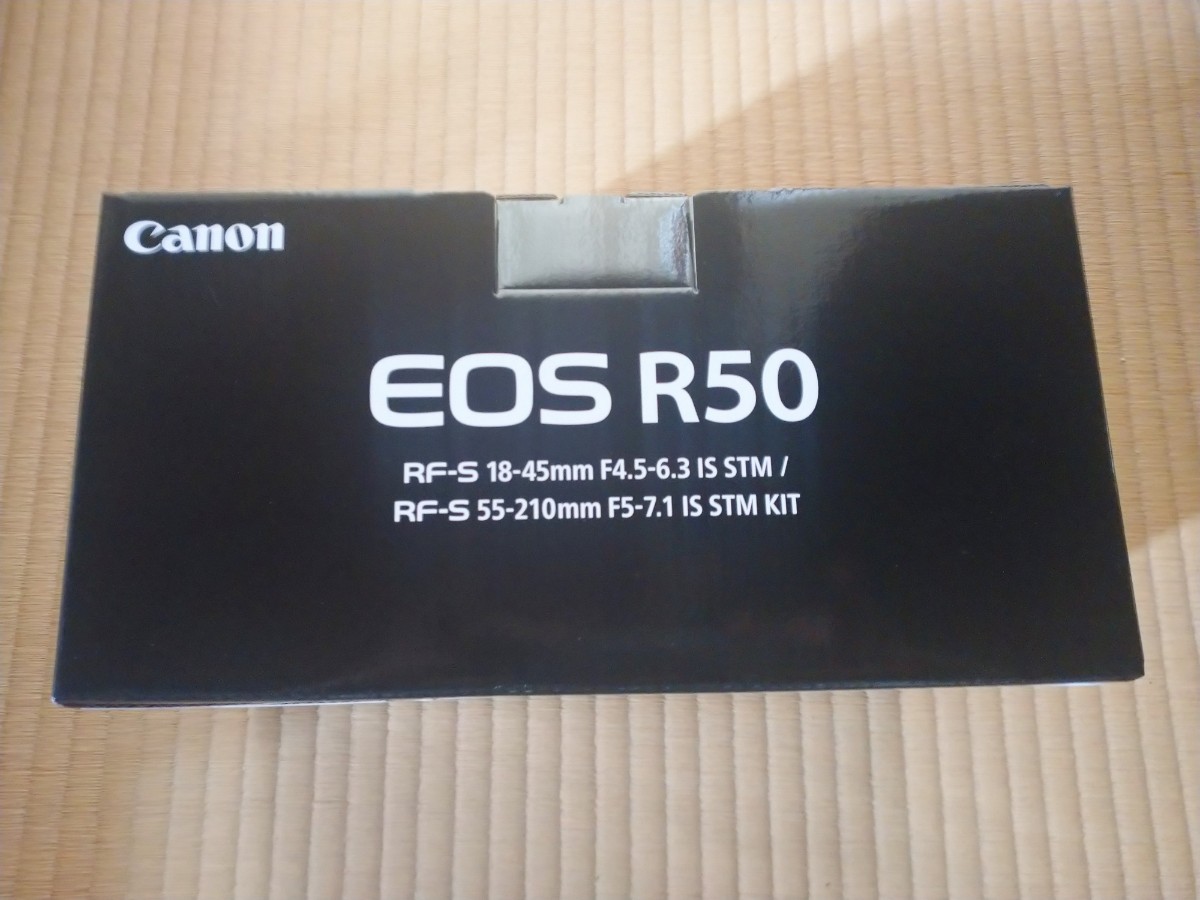 Canon
EOS R50
RF-S 18-45mm F4.5-6.3 IS STM /
RF-S 55-210mm F5-7.1 IS STM KIT